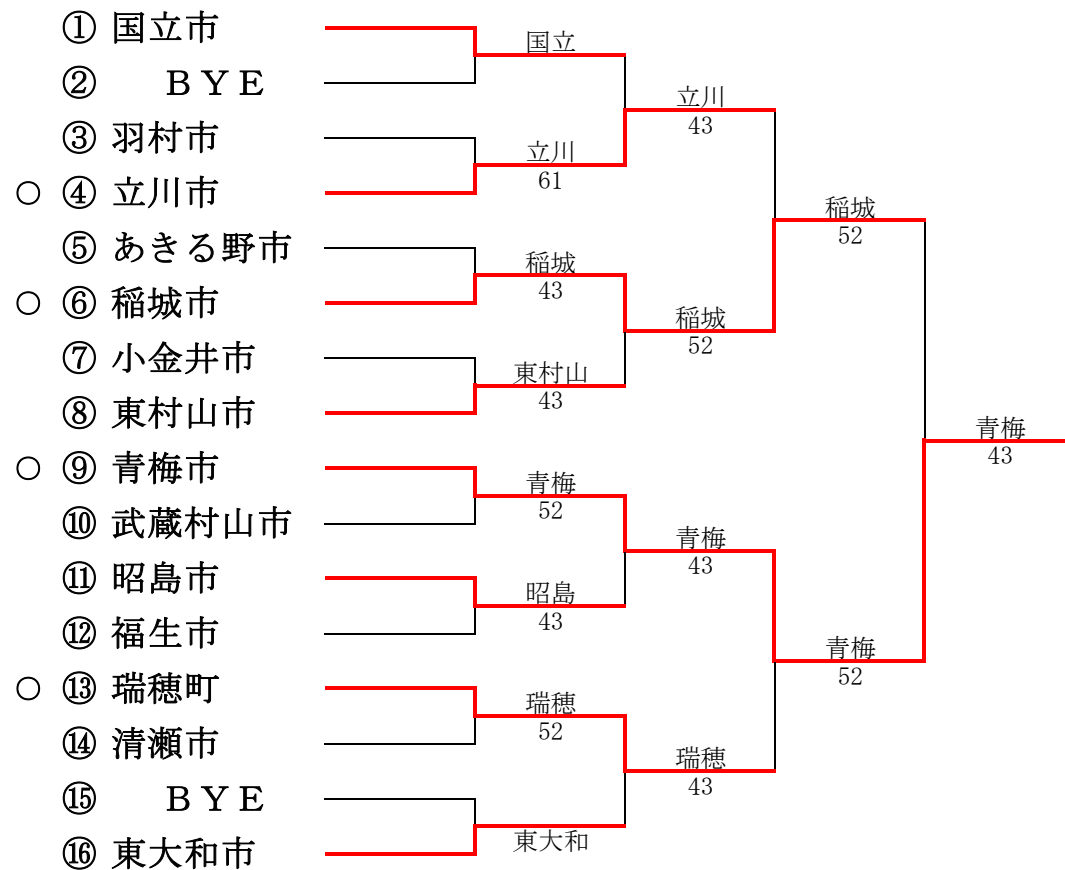 ① 国立市
② ＢＹＥ
③ 羽村市
○ ④ 立川市
⑤ あきる野市
○ ⑥ 稲城市
⑦ 小金井市
⑧ 東村山市
○ ⑨ 青梅市
⑩ 武蔵村山市
⑪ 昭島市
⑫ 福生市
○ ⑬ 瑞穂町
⑭ 清瀬市
⑮ ＢＹＥ
⑯ 東大和市
国立
立川
61
稲城
43
東村山
43
青梅
52
昭島
43
瑞穂
52
東大和
立川
43
稲城
52
青梅
43
瑞穂
43
稲城
52
青梅
52
青梅
43